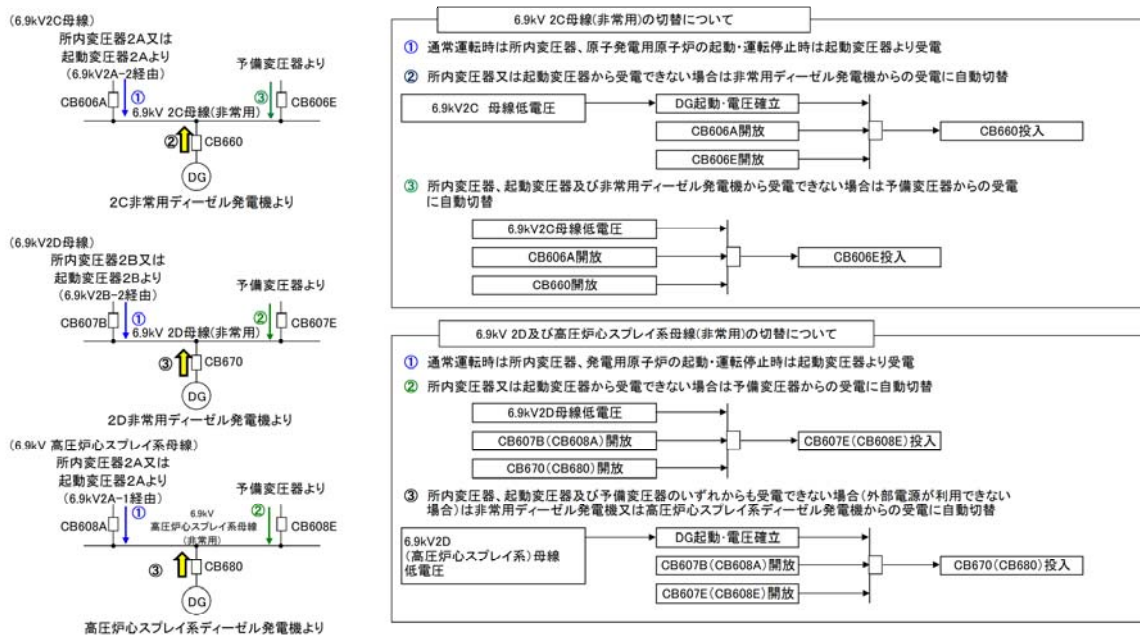 (6.9kV2C母線)
所内変圧器2A又は
起動変圧器2Aより
(6.9kV2A-2経由)
予備変圧器より
CB606A
①
③
CB606E
6.9kV 2C母線(非常用)
②
CB660
DG
2C非常用ディーゼル発電機より
(6.9kV2D母線)
所内変圧器2B又は
起動変圧器2Bより
(6.9kV2B-2経由)
予備変圧器より
CB607B
①
②
CB607E
6.9kV 2D母線(非常用)
③
CB670
DG
2D非常用ディーゼル発電機より
(6.9kV 高圧炉心スプレイ系母線)
所内変圧器2A又は
起動変圧器2Aより
(6.9kV2A-1経由)
予備変圧器より
CB608A
①
6.9kV
高圧炉心スプレイ系母線
(非常用)
②
CB608E
③
CB680
DG
高圧炉心スプレイ系ディーゼル発電機より
6.9kV 2C母線(非常用)の切替について
① 通常運転時は所内変圧器、原子発電用原子炉の起動・運転停止時は起動変圧器より受電
② 所内変圧器又は起動変圧器から受電できない場合は非常用ディーゼル発電機からの受電に自動切替
6.9kV2C 母線低電圧
DG起動・電圧確立
CB606A開放
CB606E開放
CB660投入
③ 所内変圧器、起動変圧器及び非常用ディーゼル発電機から受電できない場合は予備変圧器からの受電
に自動切替
6.9kV2C母線低電圧
CB606A開放
CB660開放
CB606E投入
6.9kV 2D及び高圧炉心スプレイ系母線(非常用)の切替について
① 通常運転時は所内変圧器、発電用原子炉の起動・運転停止時は起動変圧器より受電
② 所内変圧器又は起動変圧器から受電できない場合は予備変圧器からの受電に自動切替
6.9kV2D母線低電圧
CB607B(CB608A)開放
CB670(CB680)開放
CB607E(CB608E)投入
③ 所内変圧器、起動変圧器及び予備変圧器のいずれからも受電できない場合(外部電源が利用できない
場合)は非常用ディーゼル発電機又は高圧炉心スプレイ系ディーゼル発電機からの受電に自動切替
6.9kV2D
(高圧炉心スプレイ系)母線
低電圧
DG起動・電圧確立
CB607B(CB608A)開放
CB607E(CB608E)開放
CB670(CB680)投入